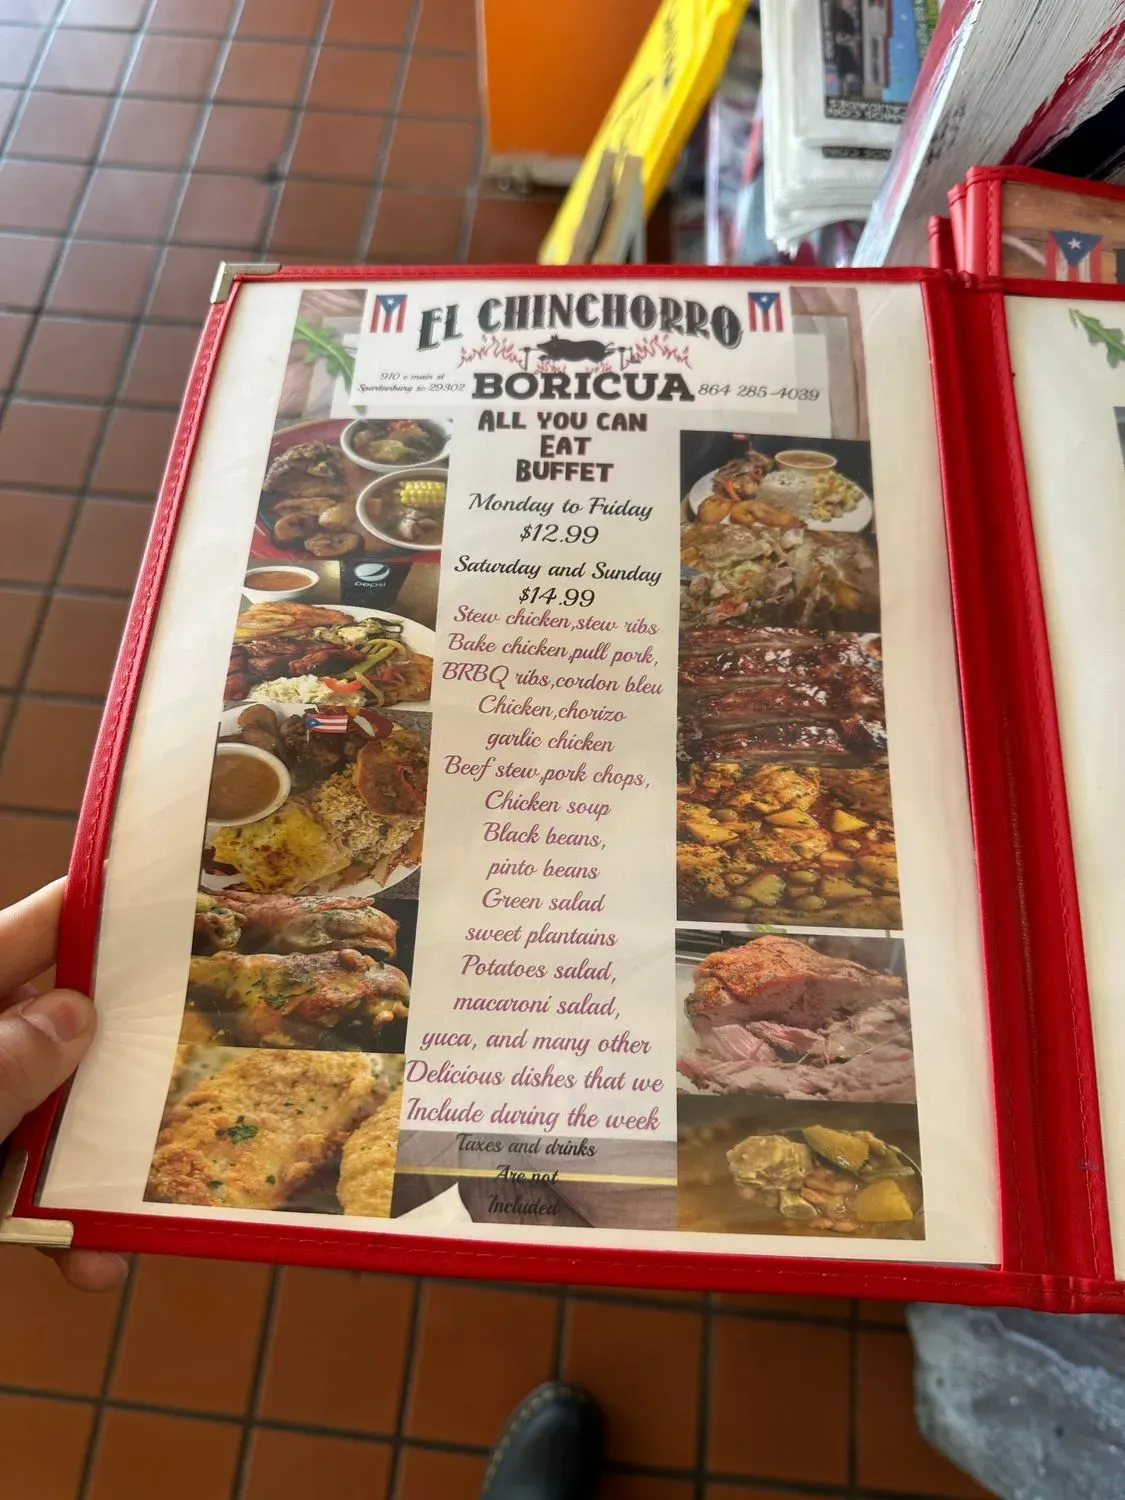 EL CHINCHORRO
910 e main st
Spartanburg sc 29302
BORICUA
864 285-4039
ALL YOU CAN
EAT
BUFFET
Monday to Friday
$12.99
Saturday and Sunday
$14.99
Stew chicken,stew ribs
Bake chicken,pull pork,
BRBQ ribs,cordon bleu
Chicken,chorizo
garlic chicken
Beef stew,pork chops,
Chicken soup
Black beans,
pinto beans
Green salad
sweet plantains
Potatoes salad,
macaroni salad,
yuca, and many other
Delicious dishes that we
Include during the week
Taxes and drinks
Are not
Included
pepsi